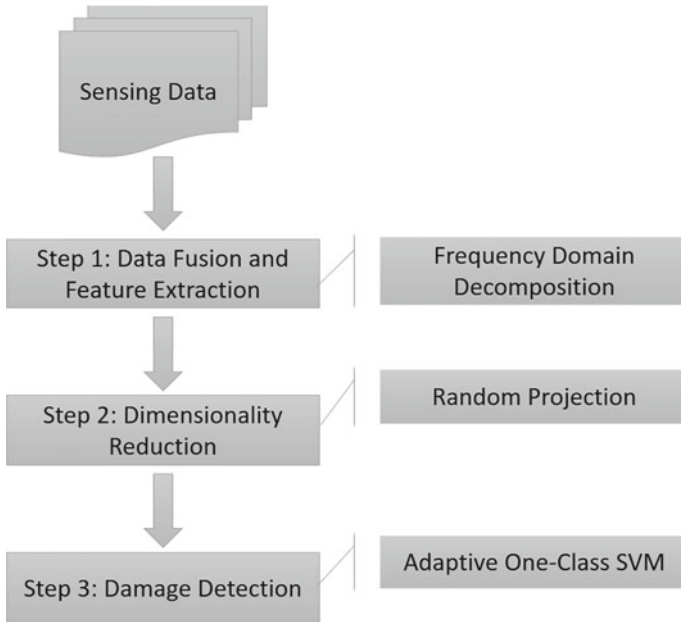 Sensing Data
Step 1: Data Fusion and
Feature Extraction
Frequency Domain
Decomposition
Step 2: Dimensionality
Reduction
Random Projection
Step 3: Damage Detection
Adaptive One-Class SVM